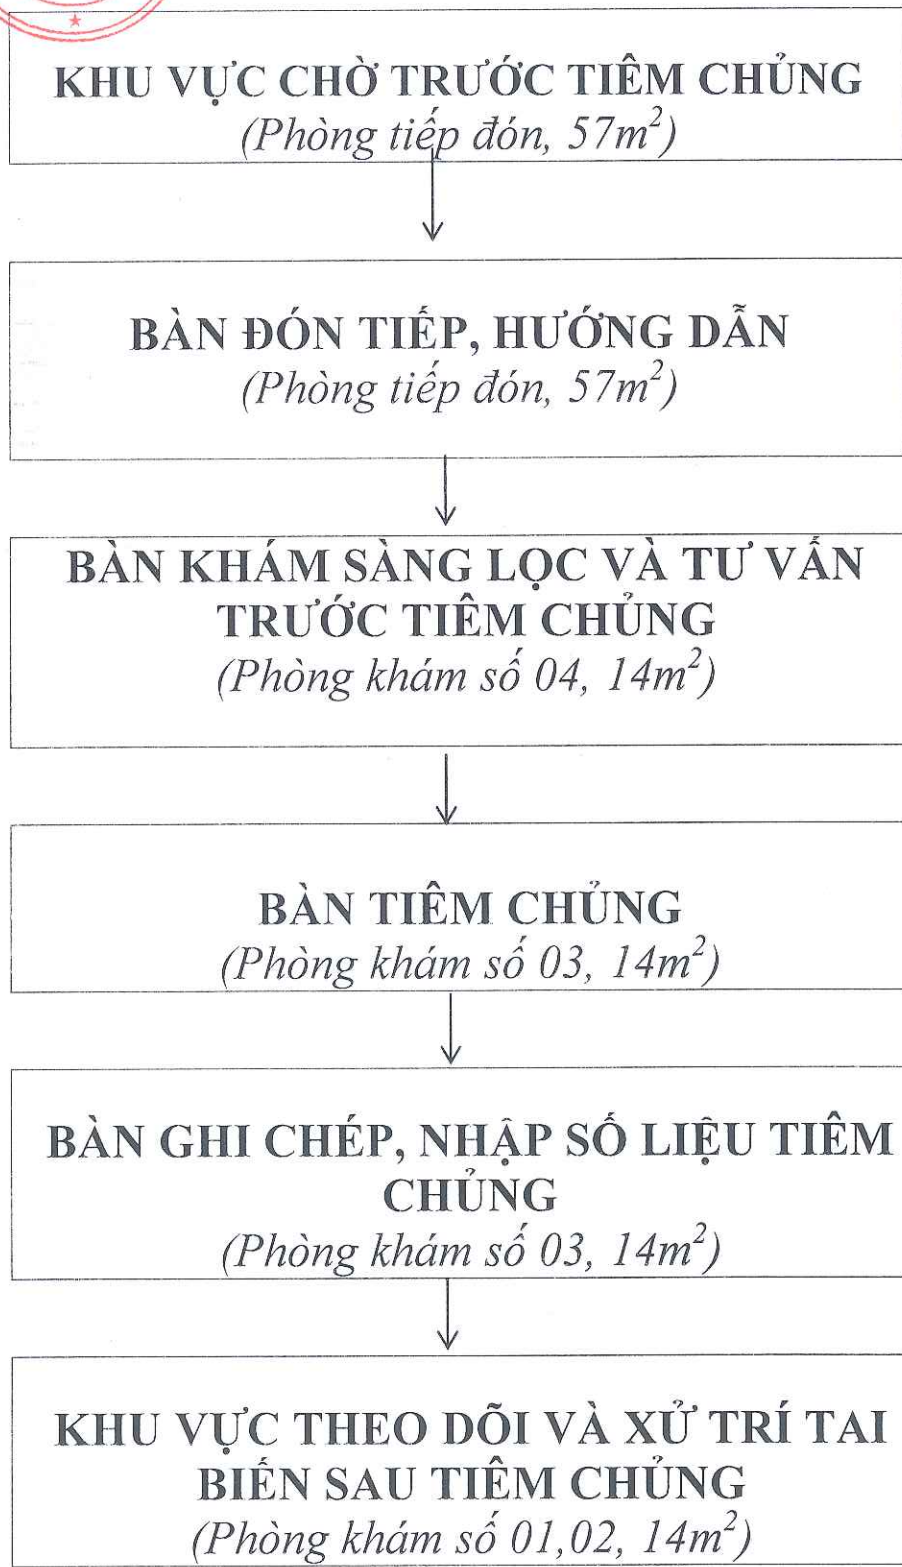 KHU VỰC CHỜ TRƯỚC TIÊM CHỦNG
(Phòng tiếp đón, 57m²)
BÀN ĐÓN TIẾP, HƯỚNG DẪN
(Phòng tiếp đón, 57m²)
BÀN KHÁM SÀNG LỌC VÀ TƯ VẤN
TRƯỚC TIÊM CHỦNG
(Phòng khám số 04, 14m²)
BÀN TIÊM CHỦNG
(Phòng khám số 03, 14m²)
BÀN GHI CHÉP, NHẬP SỐ LIỆU TIÊM
CHỦNG
(Phòng khám số 03, 14m²)
KHU VỰC THEO DÕI VÀ XỬ TRÍ TAI
BIẾN SAU TIÊM CHỦNG
(Phòng khám số 01,02, 14m²)